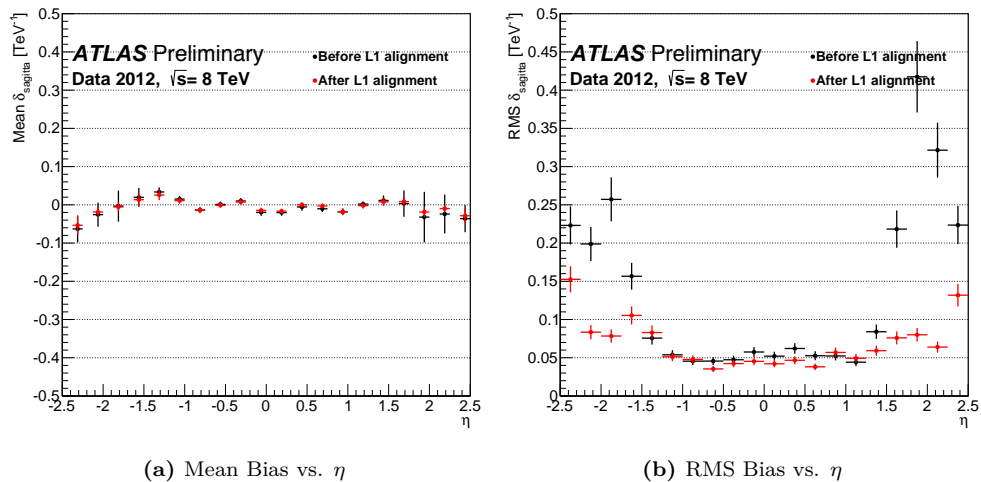 Mean δsagitta [TeV⁻¹]
0.5
0.4
0.3
0.2
0.1
0
-0.1
-0.2
-0.3
-0.4
-0.5
ATLAS Preliminary
Data 2012, √s= 8 TeV
Before L1 alignment
After L1 alignment
-2.5 -2 -1.5 -1 -0.5 0 0.5 1 1.5 2 2.5
η
(a) Mean Bias vs. η
RMS δsagitta [TeV⁻¹]
0.5
0.45
0.4
0.35
0.3
0.25
0.2
0.15
0.1
0.05
0
ATLAS Preliminary
Data 2012, √s= 8 TeV
Before L1 alignment
After L1 alignment
-2.5 -2 -1.5 -1 -0.5 0 0.5 1 1.5 2 2.5
η
(b) RMS Bias vs. η